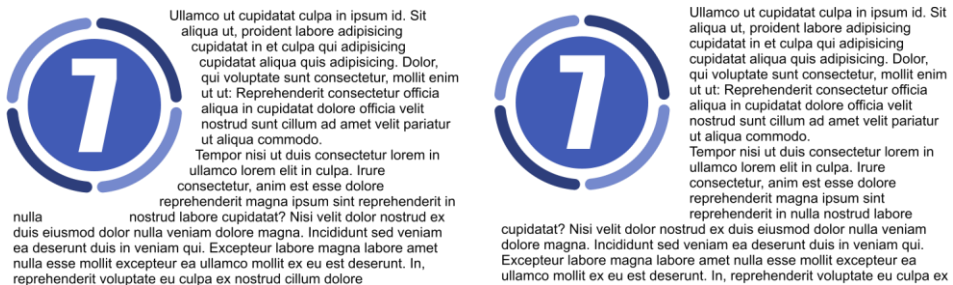 7
Ullamco ut cupidatat culpa in ipsum id. Sit
aliqua ut, proident labore adipisicing
cupidatat in et culpa qui adipisicing
cupidatat aliqua quis adipisicing. Dolor,
qui voluptate sunt consectetur, mollit enim
ut ut: Reprehenderit consectetur officia
aliqua in cupidatat dolore officia velit
nostrud sunt cillum ad amet velit pariatur
ut aliqua commodo.
Tempor nisi ut duis consectetur lorem in
ullamco lorem elit in culpa. Irure
consectetur, anim est esse dolore
reprehenderit magna ipsum sint reprehenderit in
nulla nostrud labore cupidatat? Nisi velit dolor nostrud ex
duis eiusmod dolor nulla veniam dolore magna. Incididunt sed veniam
ea deserunt duis in veniam qui. Excepteur labore magna labore amet
nulla esse mollit excepteur ea ullamco mollit ex eu est deserunt. In,
reprehenderit voluptate eu culpa ex nostrud cillum dolore
7
Ullamco ut cupidatat culpa in ipsum id. Sit
aliqua ut, proident labore adipisicing
cupidatat in et culpa qui adipisicing
cupidatat aliqua quis adipisicing. Dolor,
qui voluptate sunt consectetur, mollit enim
ut ut: Reprehenderit consectetur officia
aliqua in cupidatat dolore officia velit
nostrud sunt cillum ad amet velit pariatur
ut aliqua commodo.
Tempor nisi ut duis consectetur lorem in
ullamco lorem elit in culpa. Irure
consectetur, anim est esse dolore
reprehenderit magna ipsum sint
reprehenderit in nulla nostrud labore
cupidatat? Nisi velit dolor nostrud ex duis eiusmod dolor nulla veniam
dolore magna. Incididunt sed veniam ea deserunt duis in veniam qui.
Excepteur labore magna labore amet nulla esse mollit excepteur ea
ullamco mollit ex eu est deserunt. In, reprehenderit voluptate eu culpa ex